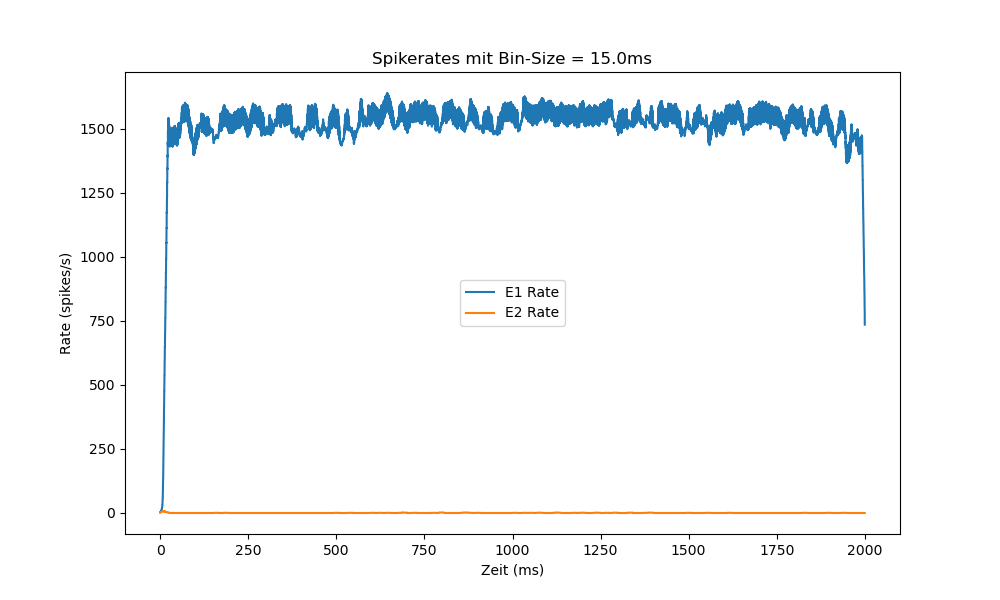 Spikerates mit Bin-Size = 15.0ms
1500
1250
1000
750
500
250
0
Rate (spikes/s)
E1 Rate
E2 Rate
0 250 500 750 1000 1250 1500 1750 2000
Zeit (ms)